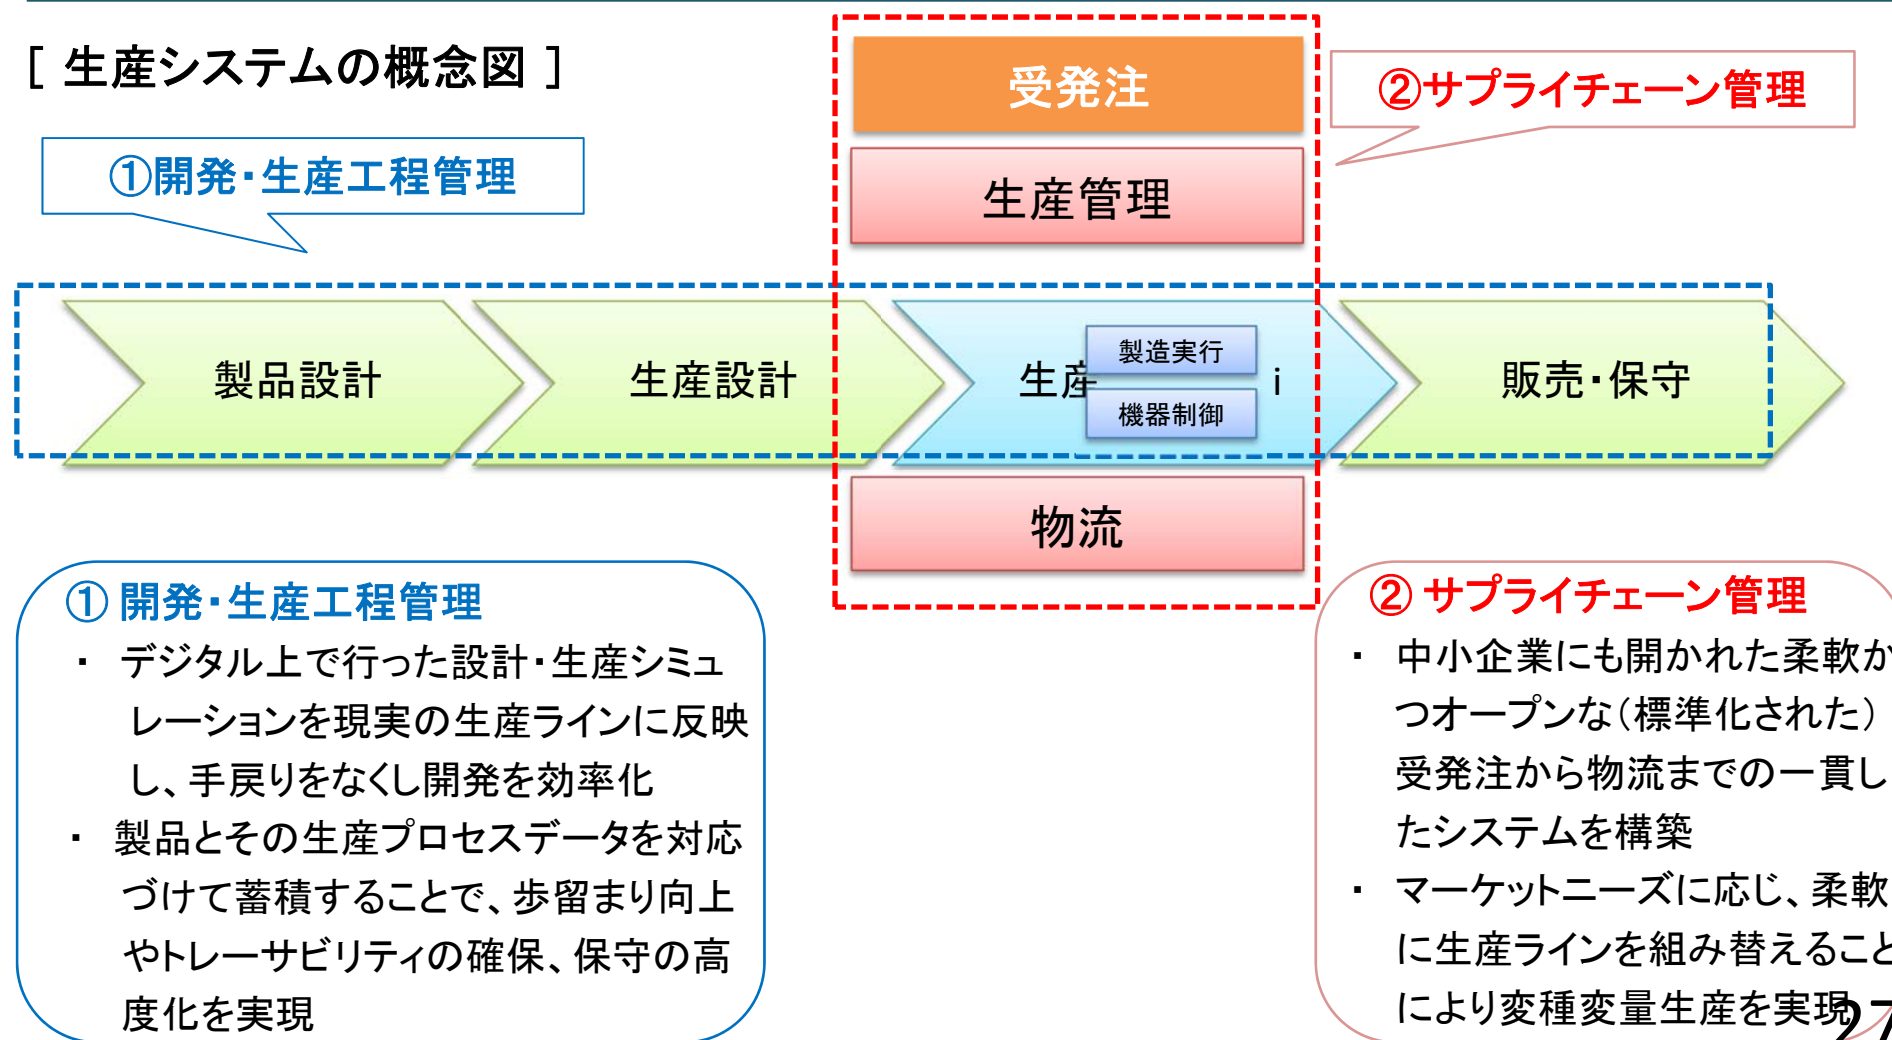 [ 生産システムの概念図 ]
受発注
②サプライチェーン管理
①開発・生産工程管理
生産管理
製品設計
生産設計
生産
製造実行
機器制御
i
販売・保守
物流
① 開発・生産工程管理
・ デジタル上で行った設計・生産シミュ
レーションを現実の生産ラインに反映
し、手戻りをなくし開発を効率化
・ 製品とその生産プロセスデータを対応
づけて蓄積することで、歩留まり向上
やトレーサビリティの確保、保守の高
度化を実現
② サプライチェーン管理
・ 中小企業にも開かれた柔軟か
つオープンな（標準化された）
受発注から物流までの一貫し
たシステムを構築
・ マーケットニーズに応じ、柔軟
に生産ラインを組み替えること
により変種変量生産を実現
27